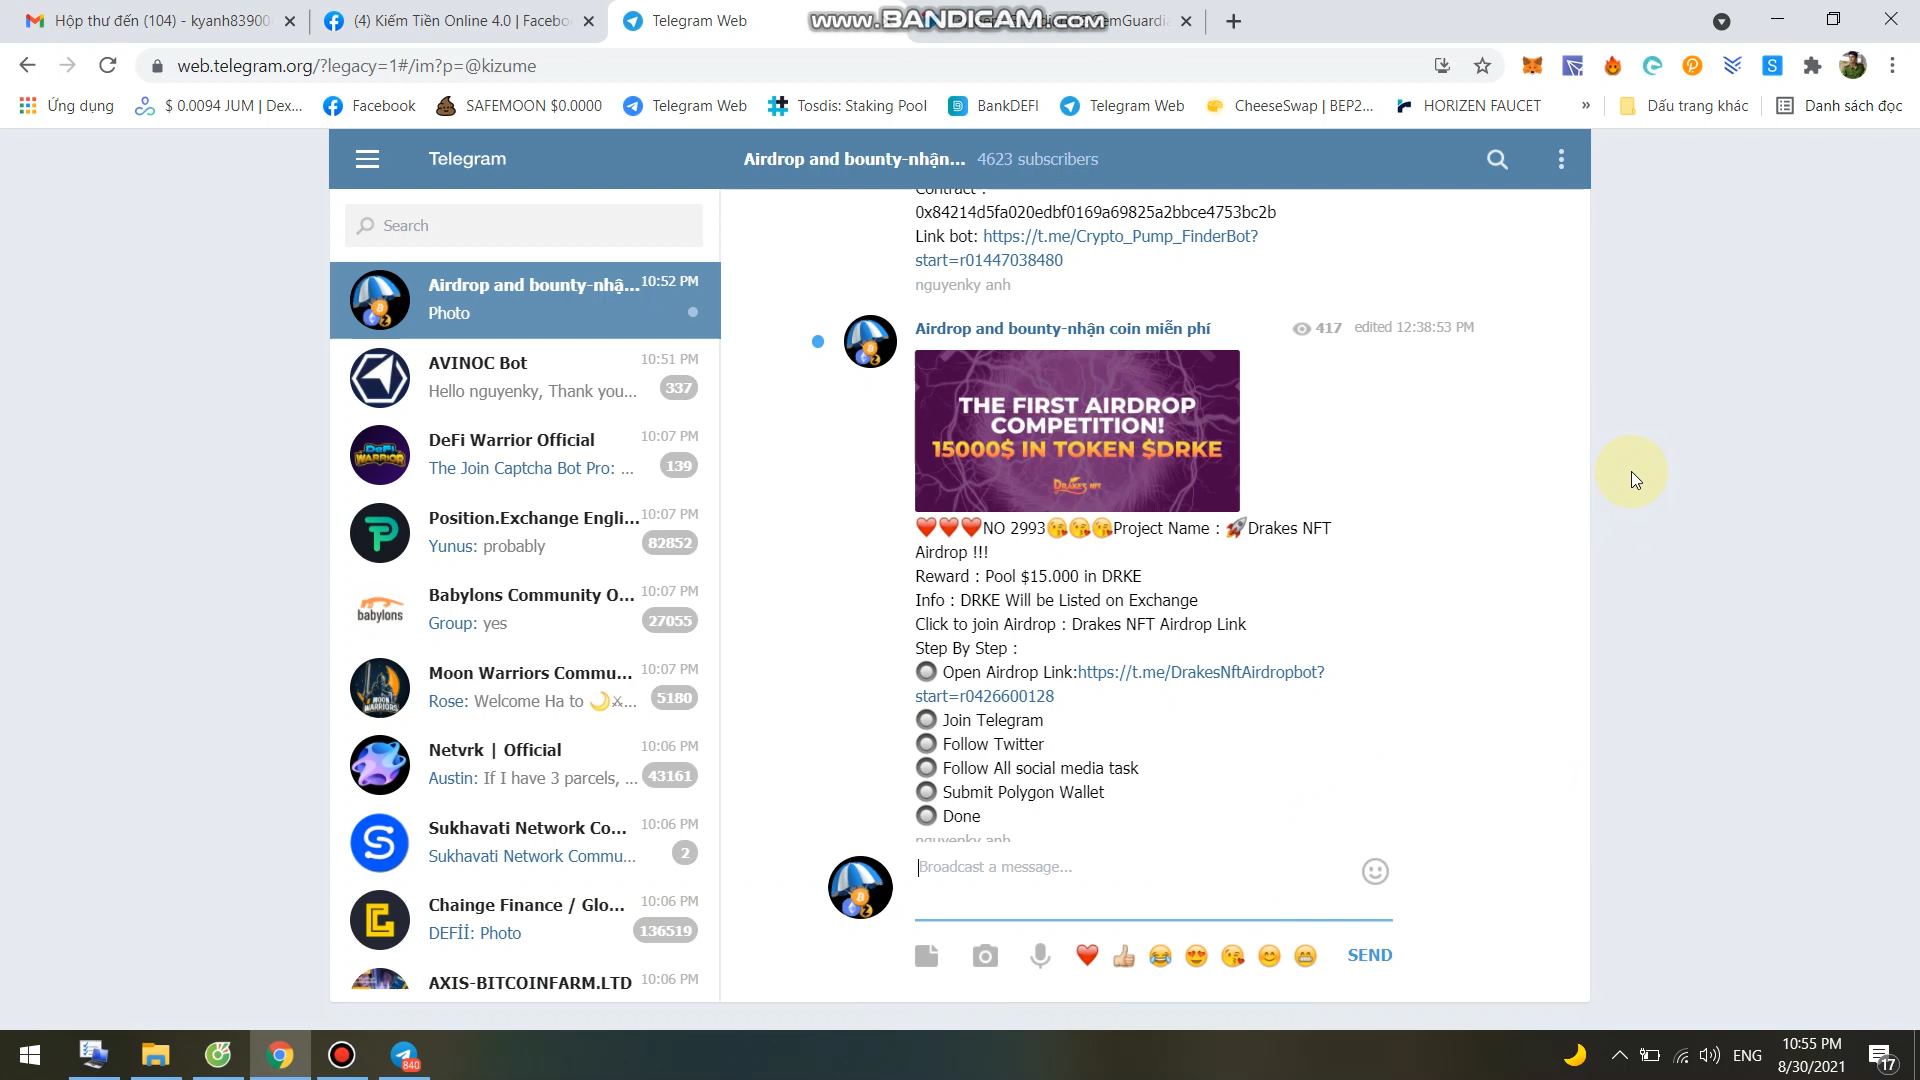 Hộp thư đến (104) - kyanh83900
(4) Kiếm Tiền Online 4.0 | Facebo
Telegram Web
www.BANDICAM.com
web.telegram.org/?legacy=1#/im?p=@kizume
Ứng dụng
$ 0.0094 JUM | Dex...
Facebook
SAFEMOON $0.0000
Telegram Web
Tosdis: Staking Pool
BankDEFI
Telegram Web
CheeseSwap | BEP2...
HORIZEN FAUCET
»
Dấu trang khác
Danh sách đọc
Telegram
Airdrop and bounty-nhận... 4623 subscribers
Search
Airdrop and bounty-nhậ... 10:52 PM
Photo
AVINOC Bot 10:51 PM
Hello nguyenky, Thank you... 337
DeFi Warrior Official 10:07 PM
The Join Captcha Bot Pro: ... 139
Position.Exchange Engli... 10:07 PM
Yunus: probably 82852
babylons
Babylons Community O... 10:07 PM
Group: yes 27055
Moon Warriors Commu... 10:07 PM
Rose: Welcome Ha to 🌙⚔... 5180
Netvrk | Official 10:06 PM
Austin: If I have 3 parcels, ... 43161
Sukhavati Network Co... 10:06 PM
Sukhavati Network Commu... 2
Chainge Finance / Glo... 10:06 PM
DEFİİ: Photo 136519
AXIS-BITCOINFARM.LTD 10:06 PM
Contract :
0x84214d5fa020edbf0169a69825a2bbce4753bc2b
Link bot: https://t.me/Crypto_Pump_FinderBot?
start=r01447038480
nguyenky anh
Airdrop and bounty-nhận coin miễn phí 417 edited 12:38:53 PM
THE FIRST AIRDROP
COMPETITION!
15000$ IN TOKEN $DRKE
DRAKES NFT
❤️❤️❤️NO 2993😘😘😘Project Name : 🚀Drakes NFT
Airdrop !!!
Reward : Pool $15.000 in DRKE
Info : DRKE Will be Listed on Exchange
Click to join Airdrop : Drakes NFT Airdrop Link
Step By Step :
🔘 Open Airdrop Link:https://t.me/DrakesNftAirdropbot?
start=r0426600128
🔘 Join Telegram
🔘 Follow Twitter
🔘 Follow All social media task
🔘 Submit Polygon Wallet
🔘 Done
nguyenky anh
Broadcast a message...
SEND
840
ENG
10:55 PM
8/30/2021
17